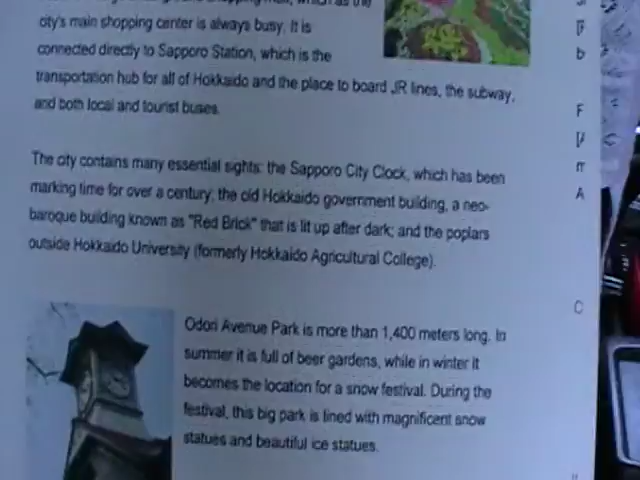 city's main shopping center is always busy. It is
connected directly to Sapporo Station, which is the
transportation hub for all of Hokkaido and the place to board JR lines, the subway,
and both local and tourist buses.
The city contains many essential sights: the Sapporo City Clock, which has been
marking time for over a century; the old Hokkaido government building, a neo-
baroque building known as "Red Brick" that is lit up after dark; and the poplars
outside Hokkaido University (formerly Hokkaido Agricultural College).
Odori Avenue Park is more than 1,400 meters long. In
summer it is full of beer gardens, while in winter it
becomes the location for a snow festival. During the
festival, this big park is lined with magnificent snow
statues and beautiful ice statues.